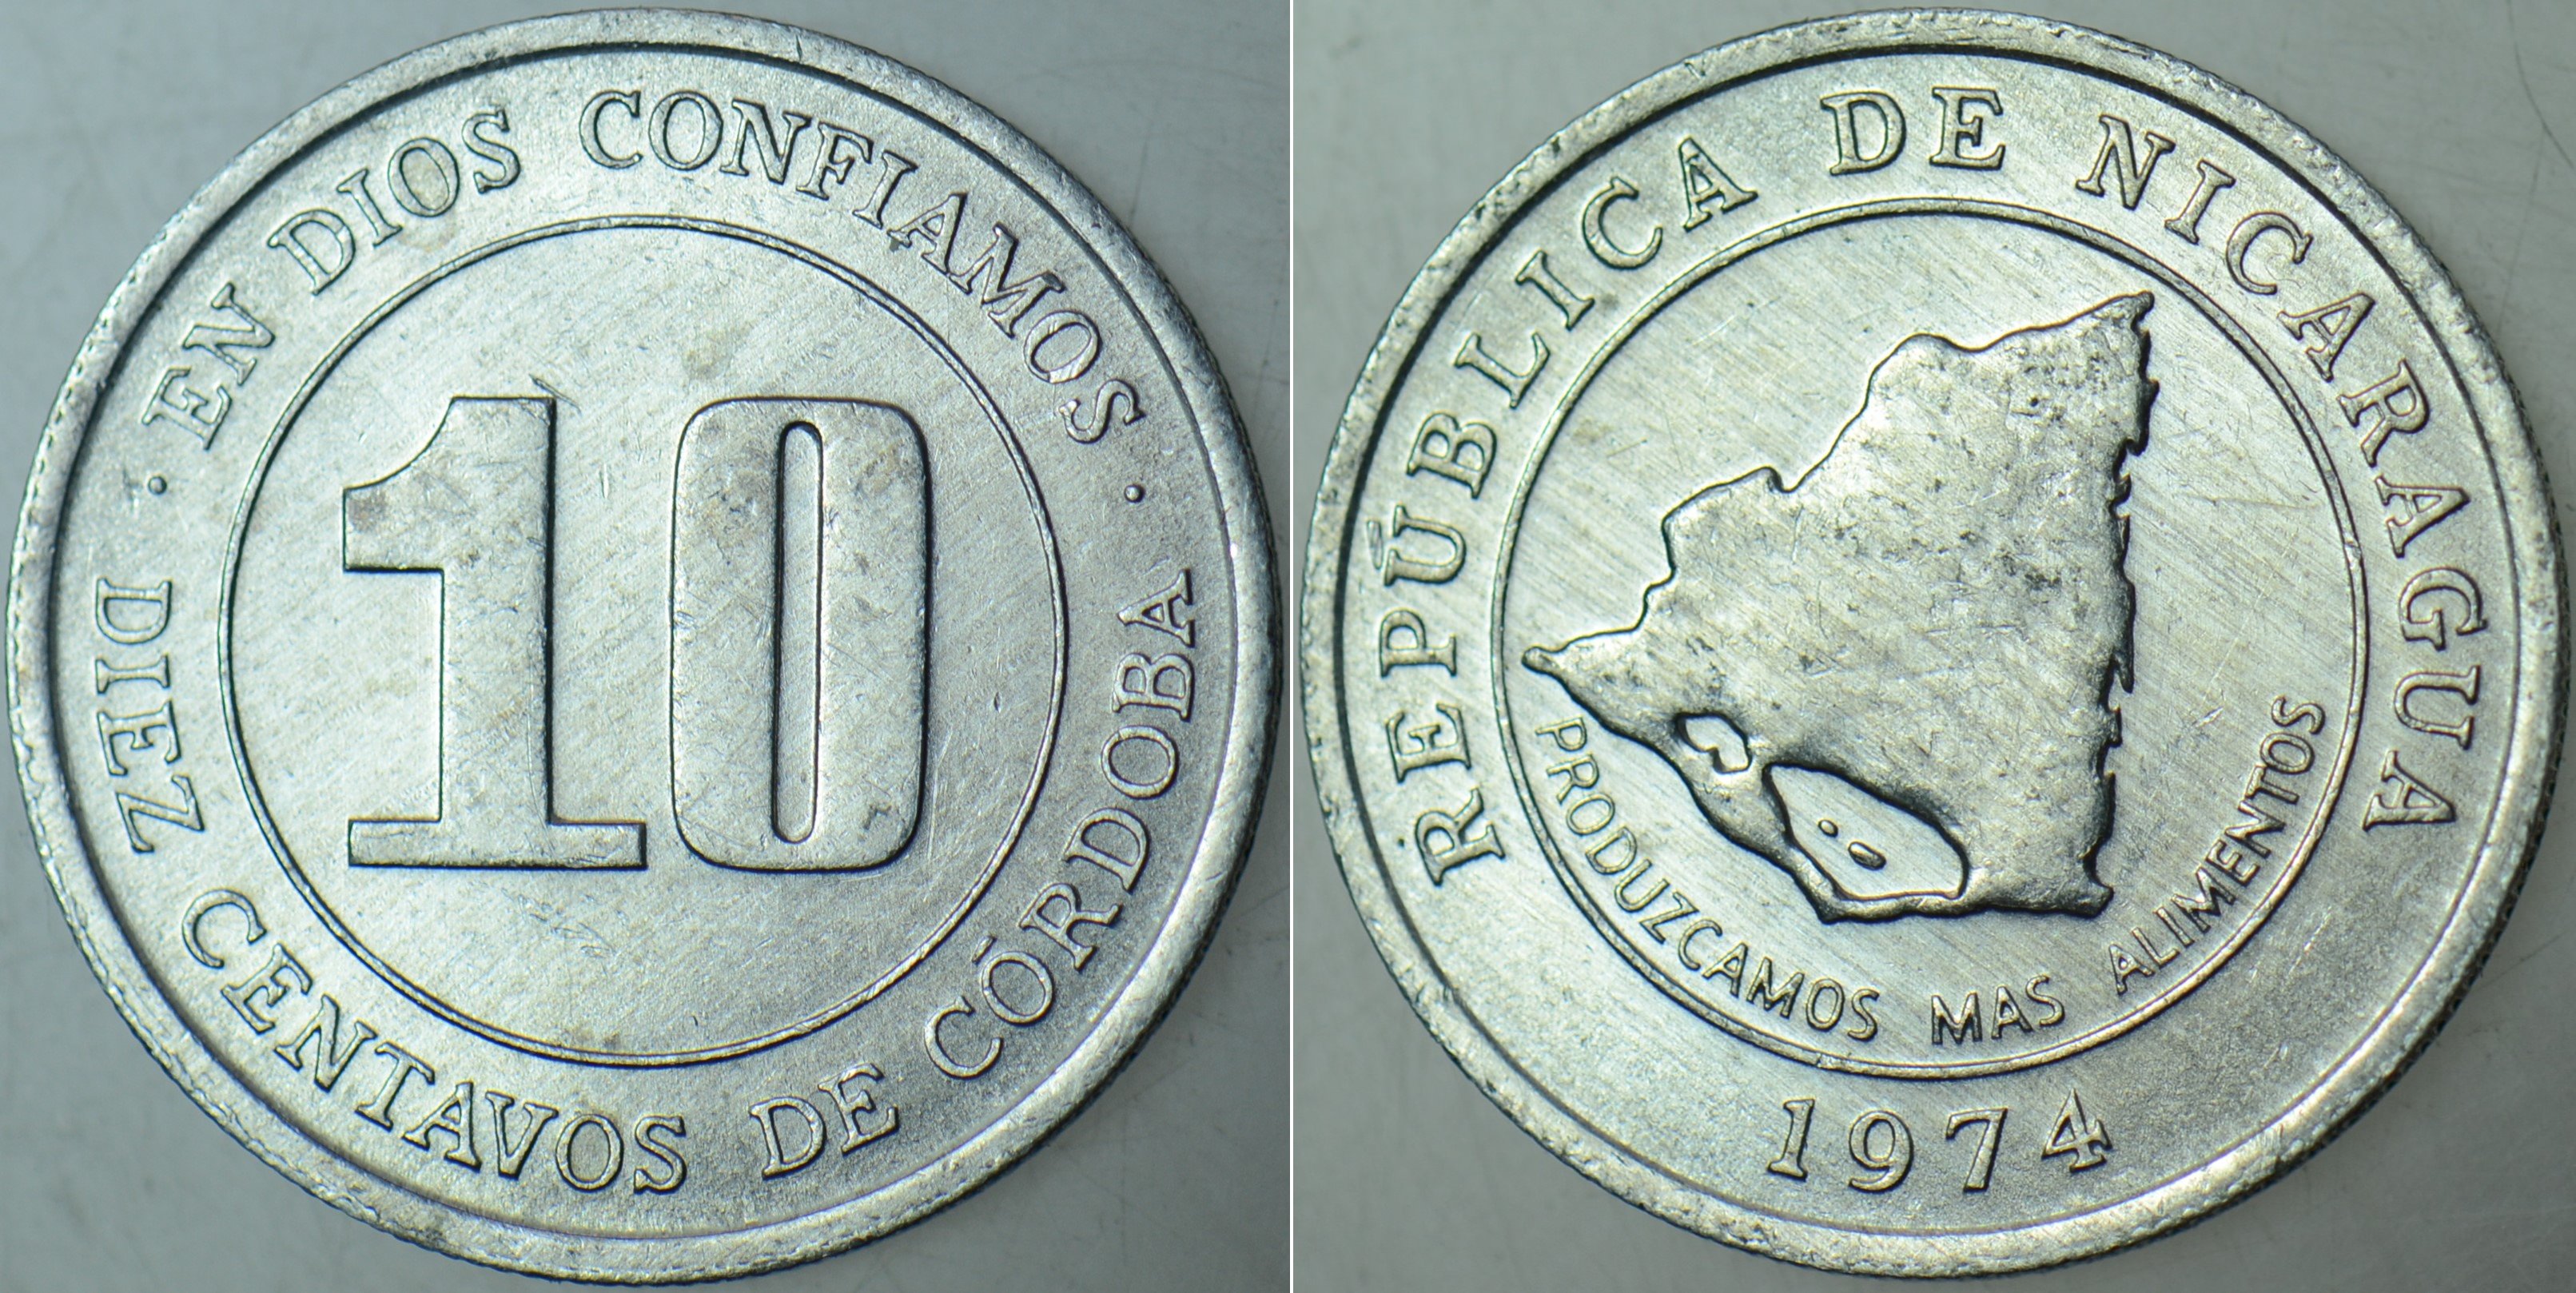 · EN DIOS CONFIAMOS ·
10
DIEZ CENTAVOS DE CÓRDOBA
REPÚBLICA DE NICARAGUA
PRODUZCAMOS MAS ALIMENTOS
1974